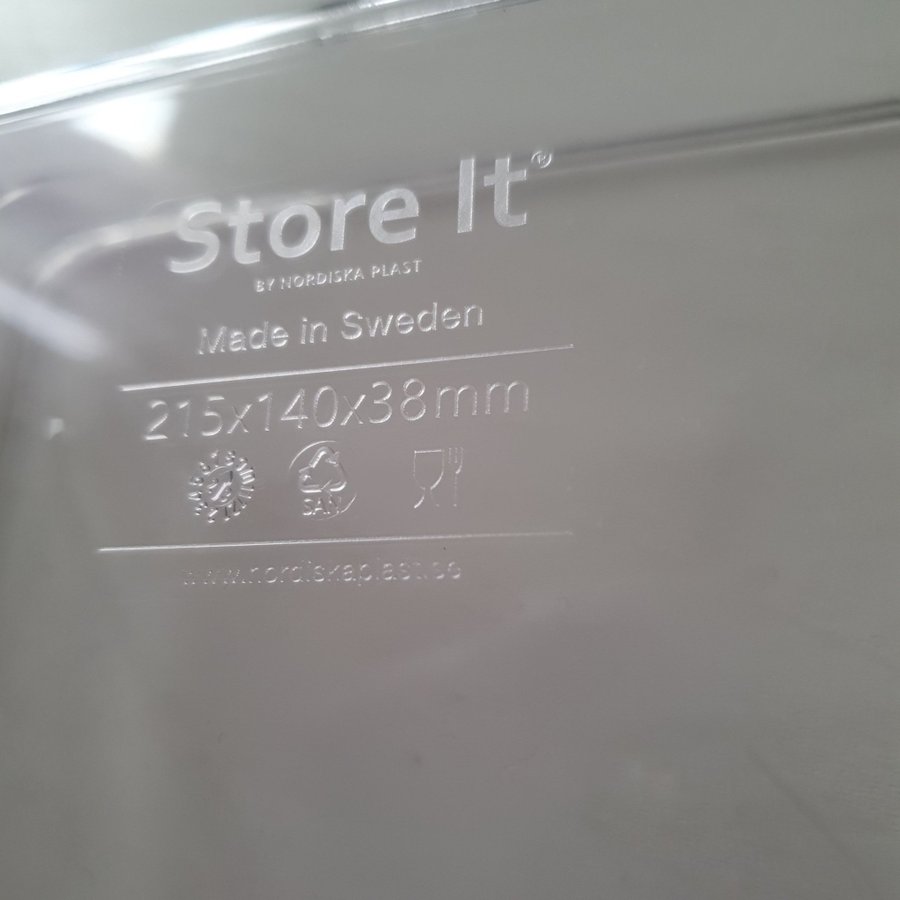 Store It®
BY NORDISKA PLAST
Made in Sweden
215x140x38mm
SAN
www.nordiskaplast.se